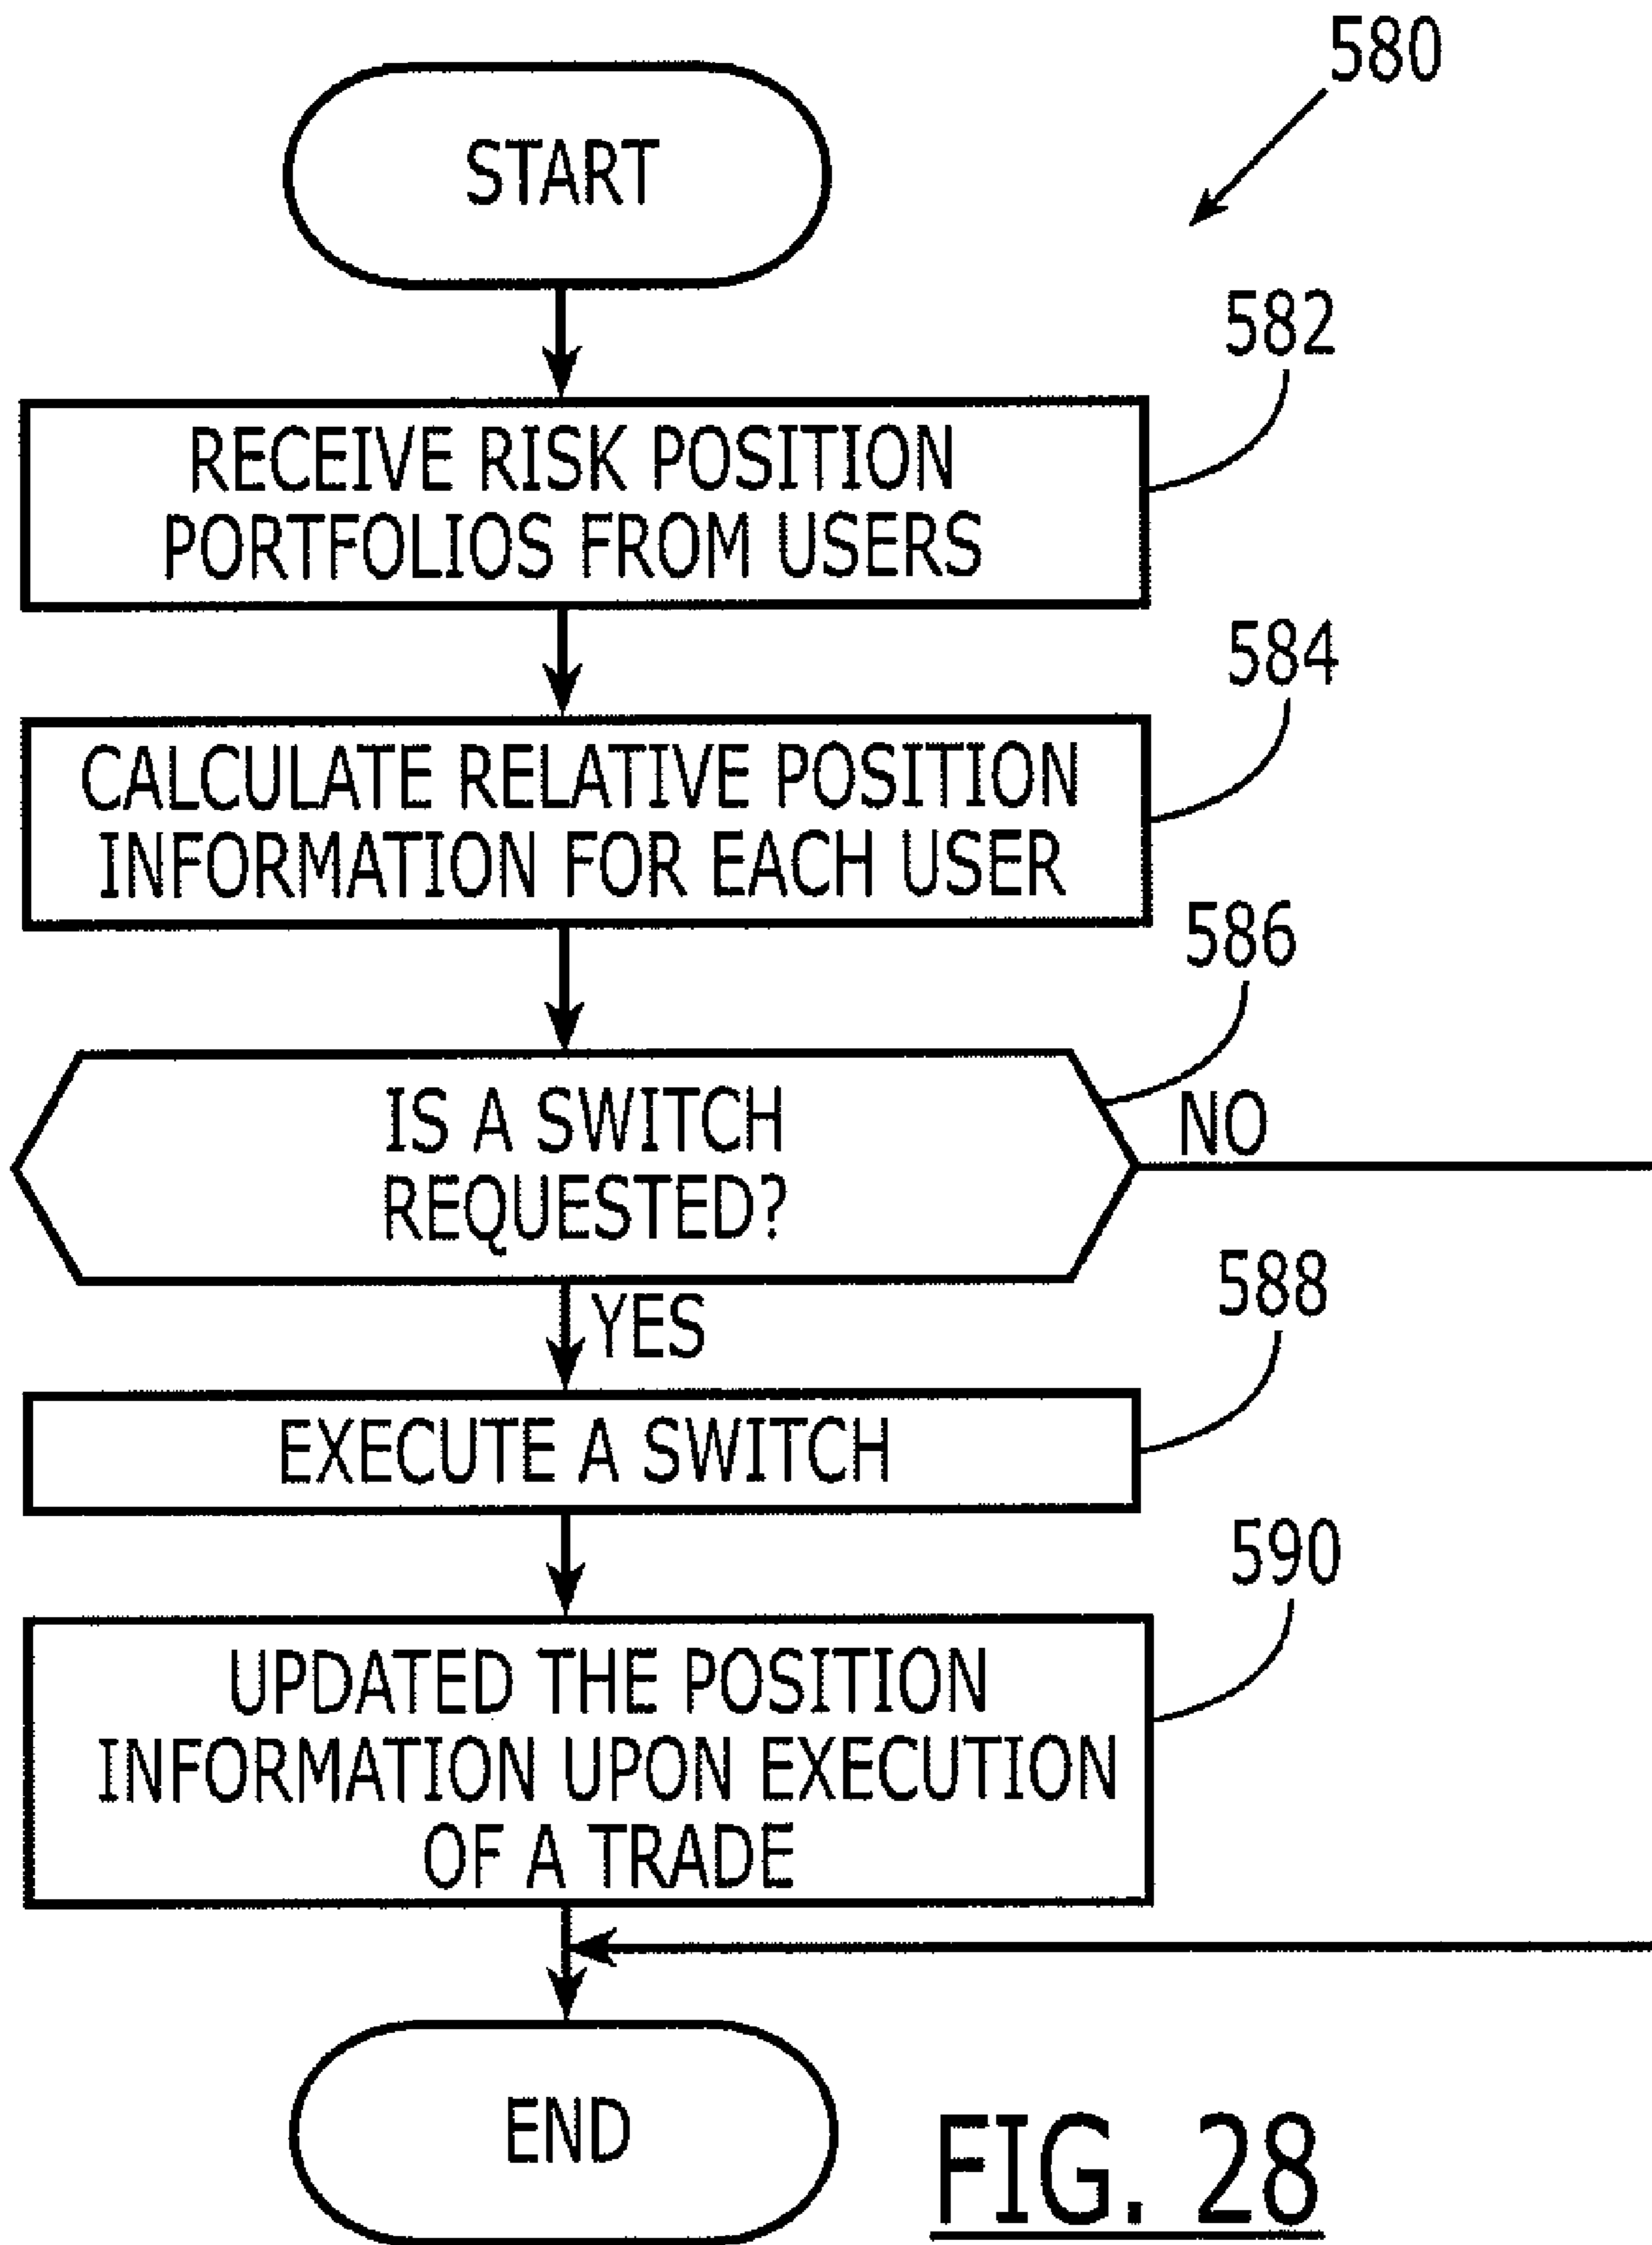 580
START
582
RECEIVE RISK POSITION
PORTFOLIOS FROM USERS
584
CALCULATE RELATIVE POSITION
INFORMATION FOR EACH USER
586
IS A SWITCH
REQUESTED?
NO
YES
588
EXECUTE A SWITCH
590
UPDATED THE POSITION
INFORMATION UPON EXECUTION
OF A TRADE
END
FIG. 28